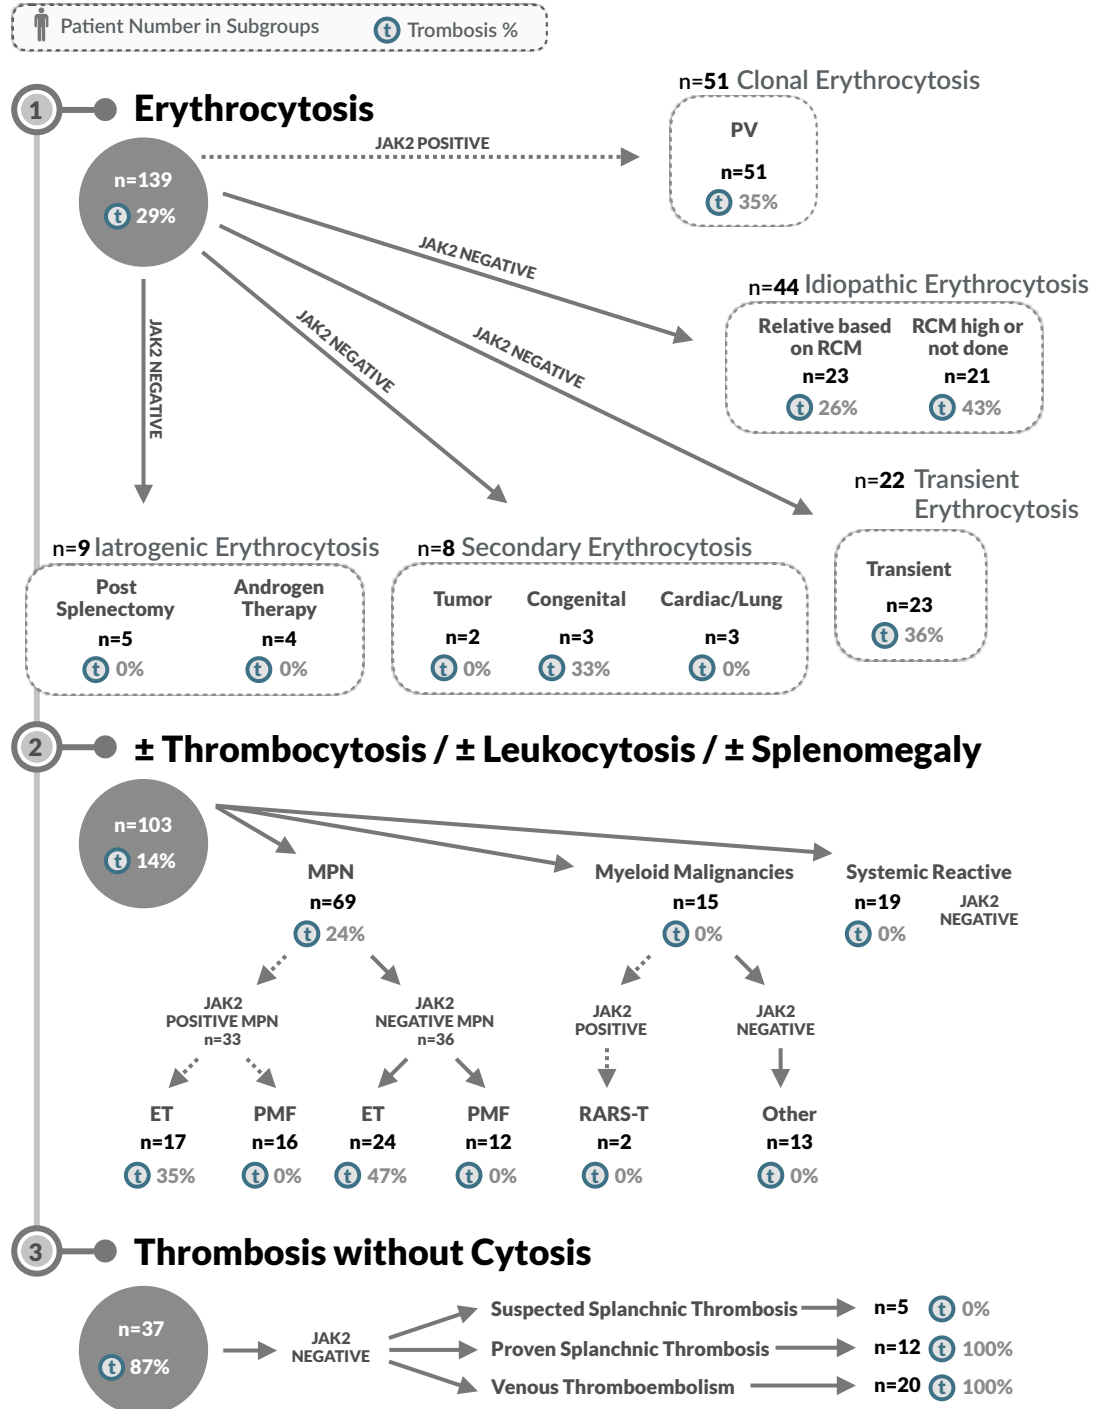 Patient Number in Subgroups
t Trombosis %
1 Erythrocytosis
n=139
t 29%
JAK2 POSITIVE
n=51 Clonal Erythrocytosis
PV
n=51
t 35%
JAK2 NEGATIVE
n=44 Idiopathic Erythrocytosis
Relative based
on RCM
n=23
t 26%
RCM high or
not done
n=21
t 43%
JAK2 NEGATIVE
n=22 Transient
Erythrocytosis
Transient
n=23
t 36%
JAK2 NEGATIVE
n=8 Secondary Erythrocytosis
Tumor
n=2
t 0%
Congenital
n=3
t 33%
Cardiac/Lung
n=3
t 0%
JAK2 NEGATIVE
n=9 Iatrogenic Erythrocytosis
Post
Splenectomy
n=5
t 0%
Androgen
Therapy
n=4
t 0%
2 ± Thrombocytosis / ± Leukocytosis / ± Splenomegaly
n=103
t 14%
MPN
n=69
t 24%
Myeloid Malignancies
n=15
t 0%
Systemic Reactive
n=19
t 0%
JAK2
NEGATIVE
JAK2
POSITIVE MPN
n=33
JAK2
NEGATIVE MPN
n=36
JAK2
POSITIVE
JAK2
NEGATIVE
ET
n=17
t 35%
PMF
n=16
t 0%
ET
n=24
t 47%
PMF
n=12
t 0%
RARS-T
n=2
t 0%
Other
n=13
t 0%
3 Thrombosis without Cytosis
n=37
t 87%
JAK2
NEGATIVE
Suspected Splanchnic Thrombosis n=5 t 0%
Proven Splanchnic Thrombosis n=12 t 100%
Venous Thromboembolism n=20 t 100%